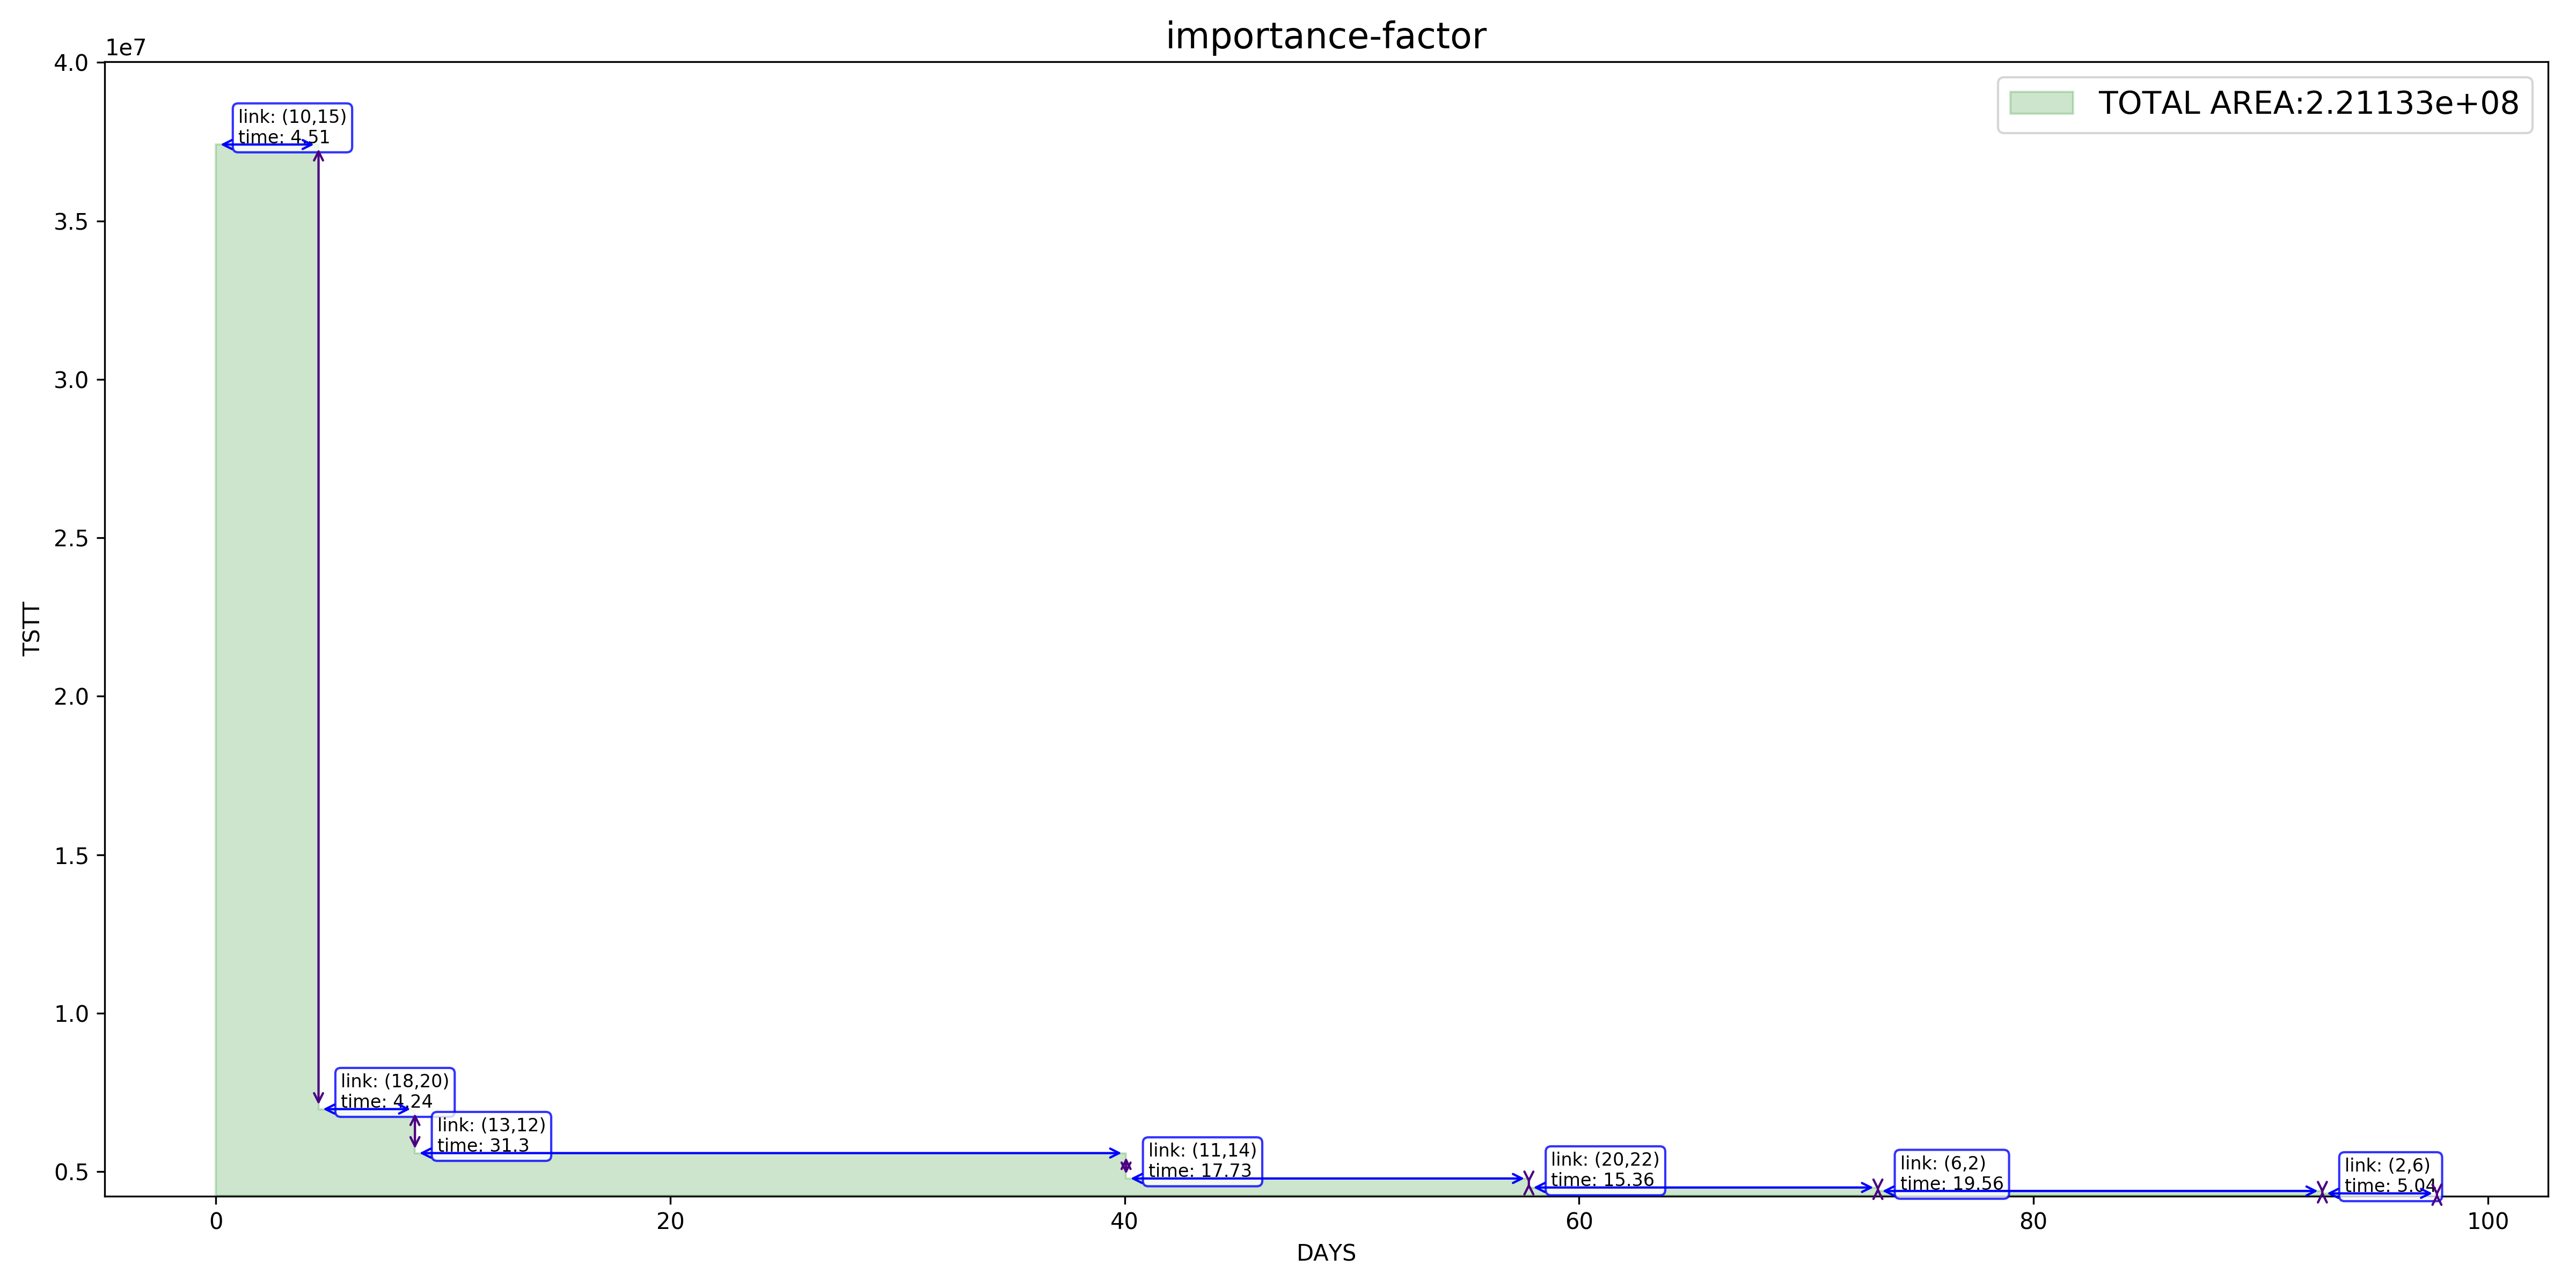 importance-factor
1e7
4.0
3.5
3.0
2.5
2.0
1.5
1.0
0.5
TSTT
TOTAL AREA:2.21133e+08
link: (10,15)
time: 4.51
link: (18,20)
time: 4.24
link: (13,12)
time: 31.3
link: (11,14)
time: 17.73
link: (20,22)
time: 15.36
link: (6,2)
time: 19.56
link: (2,6)
time: 5.04
0
20
40
60
80
100
DAYS